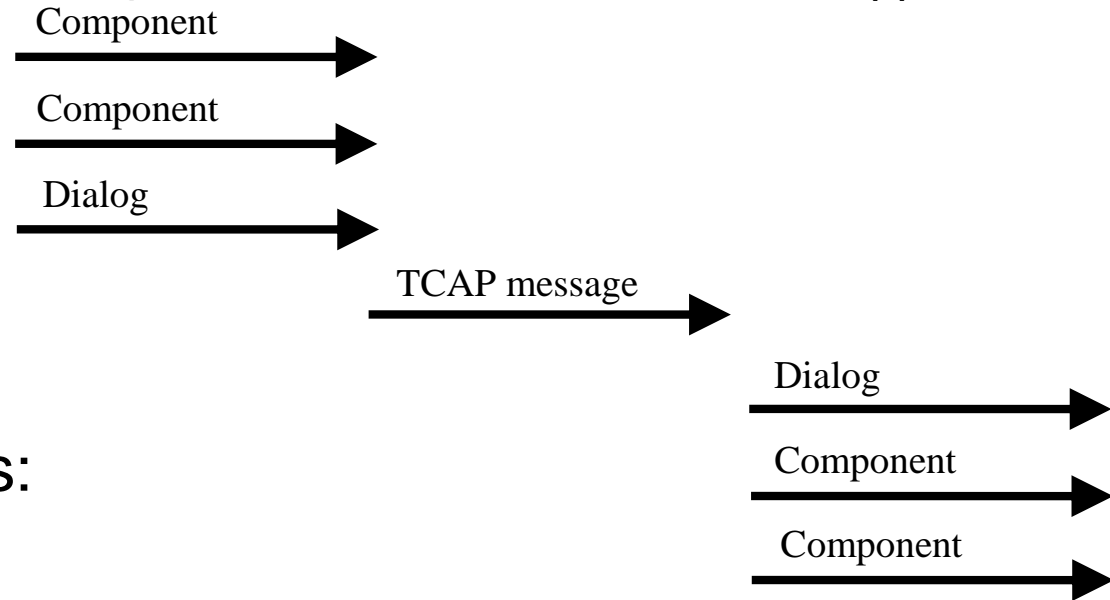 Component
Component
Dialog
TCAP message
Dialog
s:
Component
Component